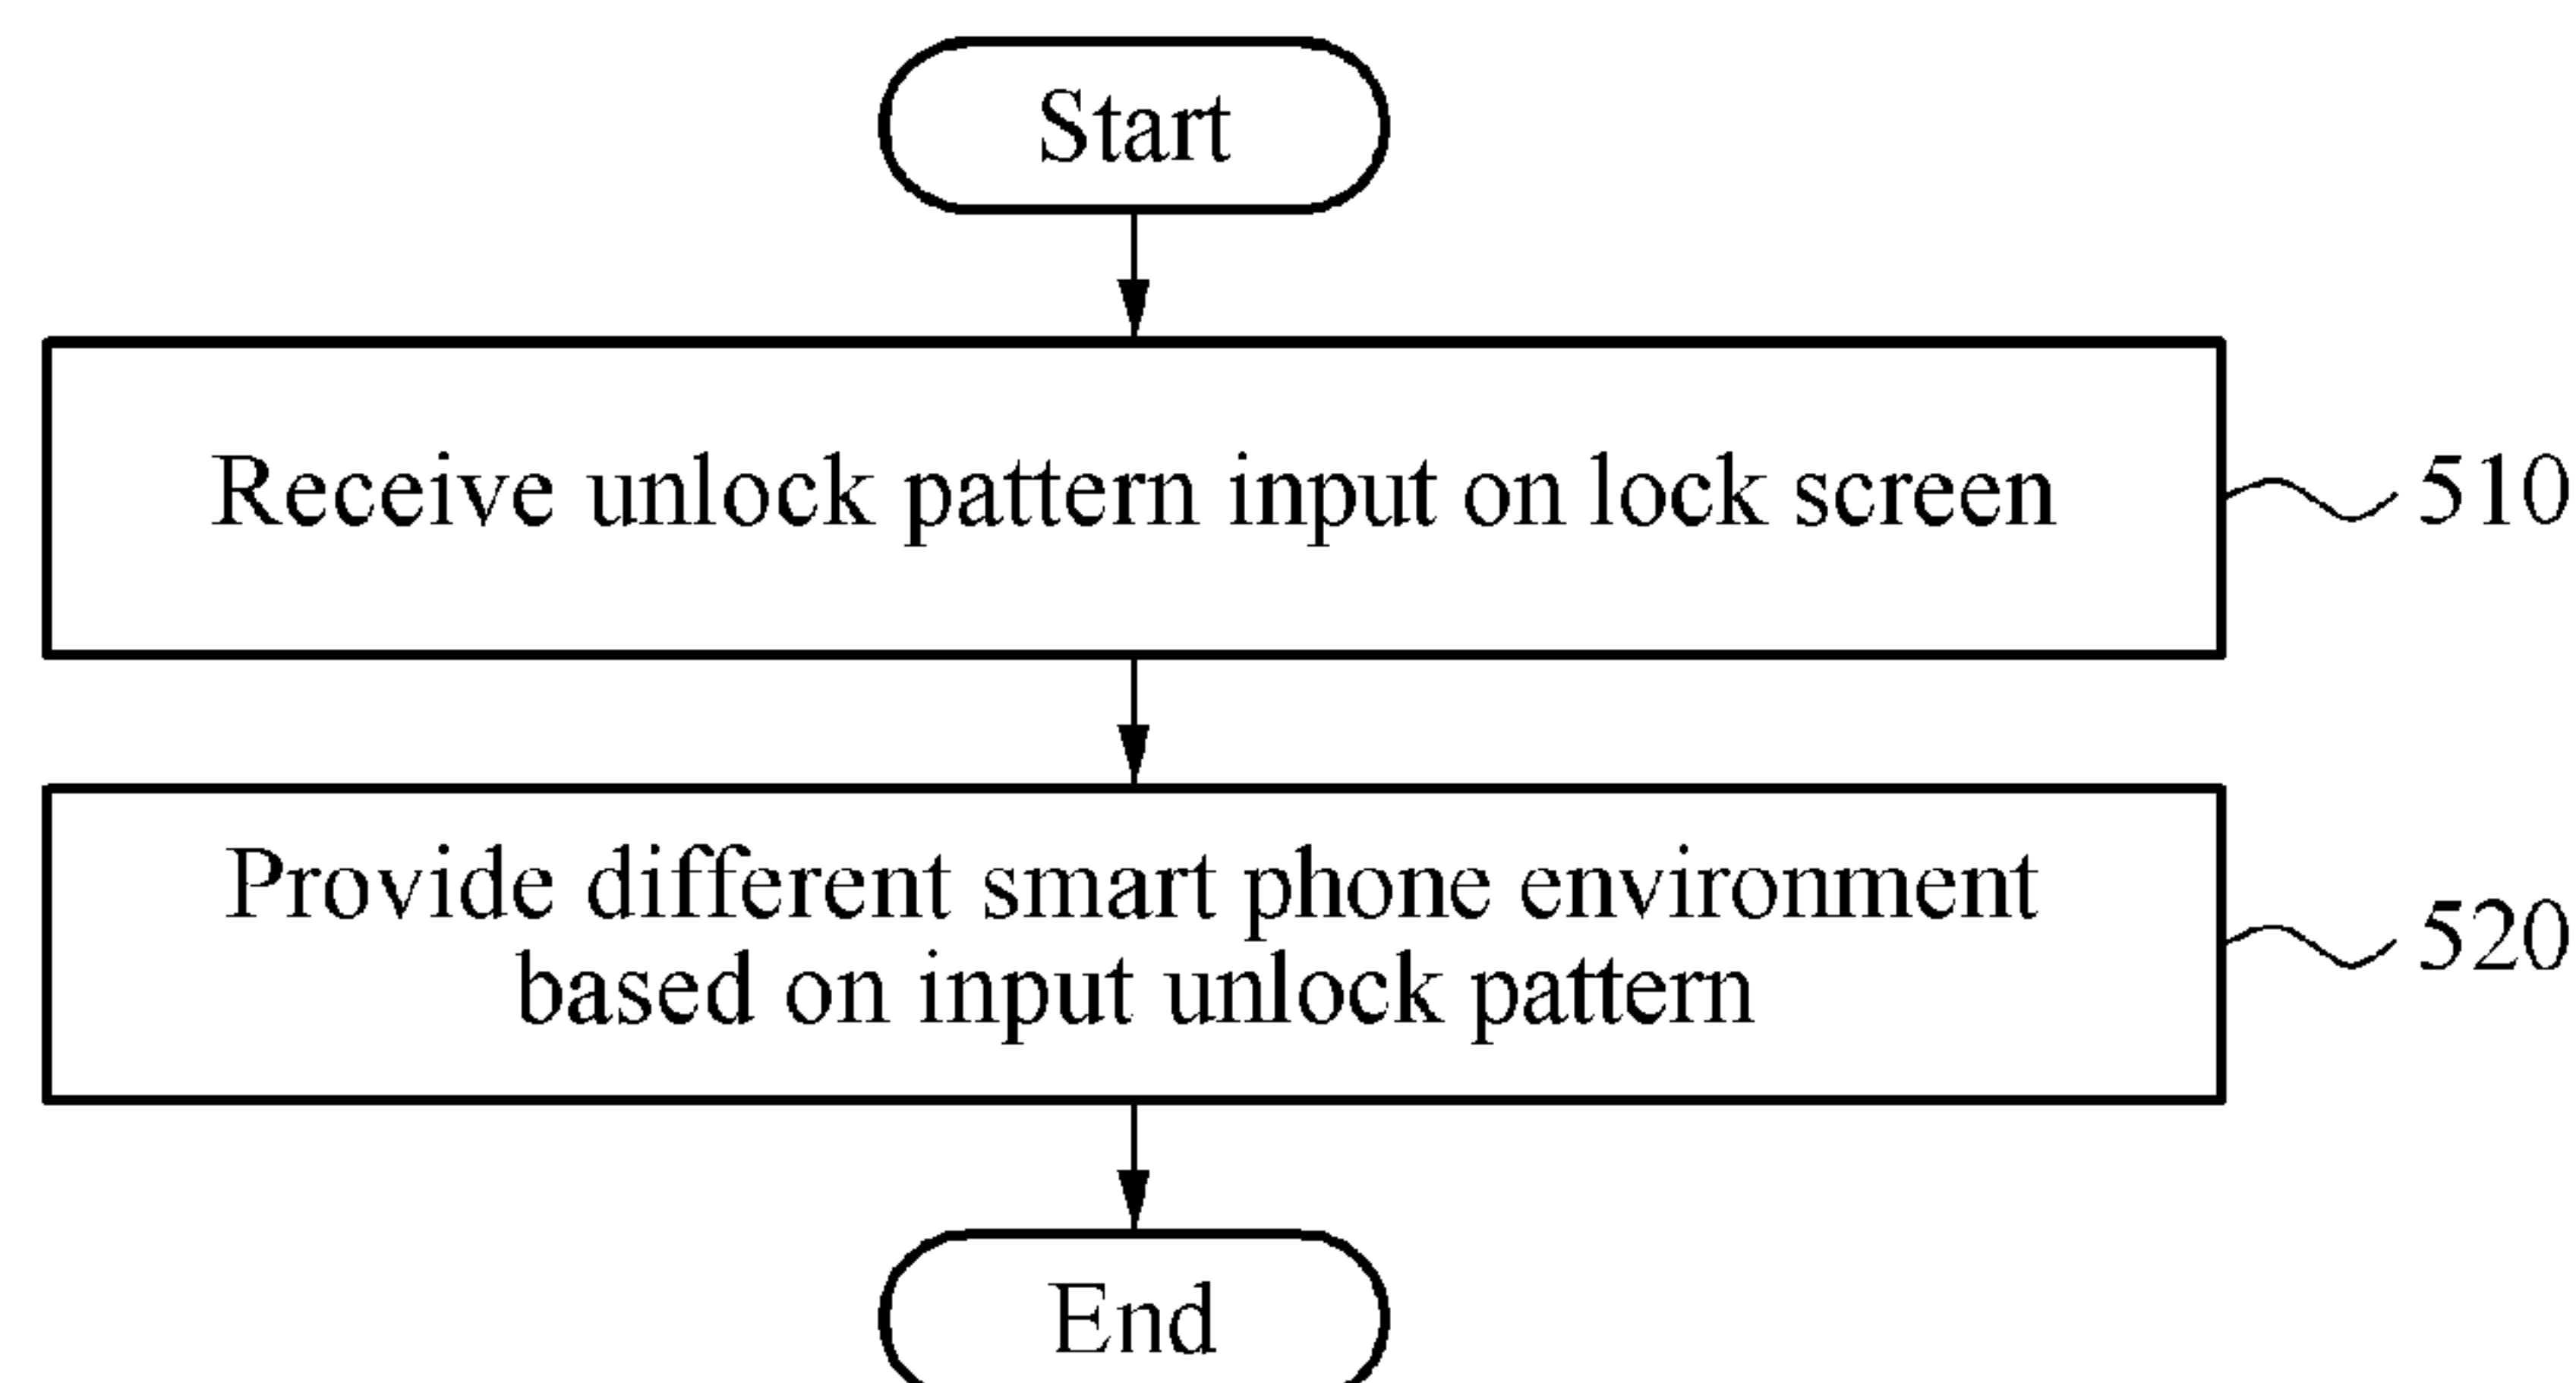 Start
Receive unlock pattern input on lock screen
510
Provide different smart phone environment
based on input unlock pattern
520
End